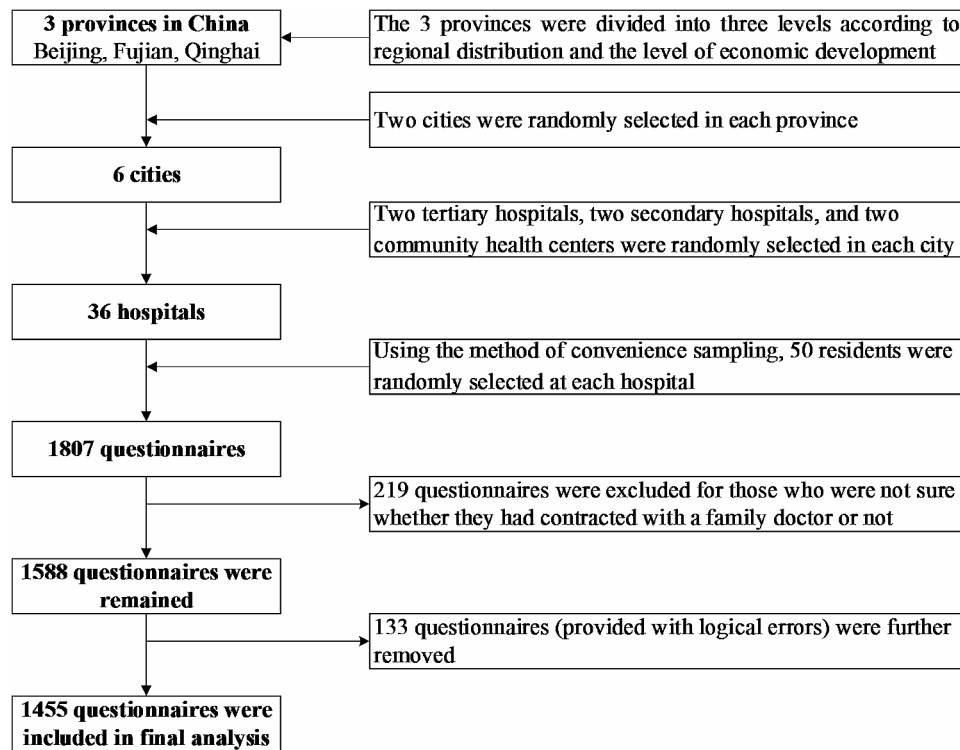 3 provinces in China
Beijing, Fujian, Qinghai
The 3 provinces were divided into three levels according to
regional distribution and the level of economic development
Two cities were randomly selected in each province
6 cities
Two tertiary hospitals, two secondary hospitals, and two
community health centers were randomly selected in each city
36 hospitals
Using the method of convenience sampling, 50 residents were
randomly selected at each hospital
1807 questionnaires
219 questionnaires were excluded for those who were not sure
whether they had contracted with a family doctor or not
1588 questionnaires were
remained
133 questionnaires (provided with logical errors) were further
removed
1455 questionnaires were
included in final analysis